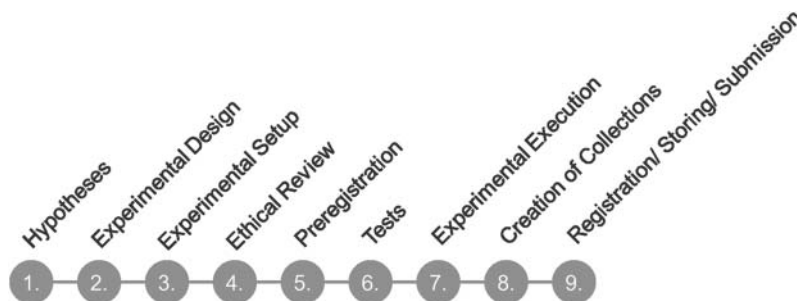 Hypotheses
Experimental Design
Experimental Setup
Ethical Review
Preregistration
Tests
Experimental Execution
Creation of Collections
Registration/ Storing/ Submission
1.
2.
3.
4.
5.
6.
7.
8.
9.